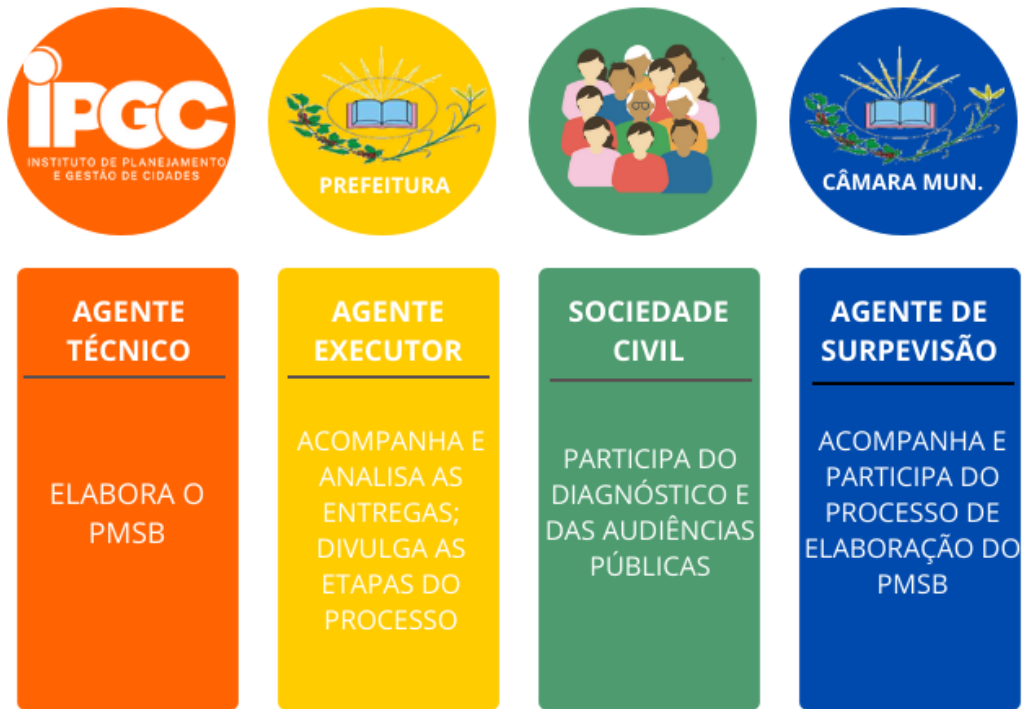 iPGC
INSTITUTO DE PLANEJAMENTO
E GESTÃO DE CIDADES
PREFEITURA
CÂMARA MUN.
AGENTE
TÉCNICO
ELABORA O
PMSB
AGENTE
EXECUTOR
ACOMPANHA E
ANALISA AS
ENTREGAS;
DIVULGA AS
ETAPAS DO
PROCESSO
SOCIEDADE
CIVIL
PARTICIPA DO
DIAGNÓSTICO E
DAS AUDIÊNCIAS
PÚBLICAS
AGENTE DE
SURPEVISÃO
ACOMPANHA E
PARTICIPA DO
PROCESSO DE
ELABORAÇÃO DO
PMSB